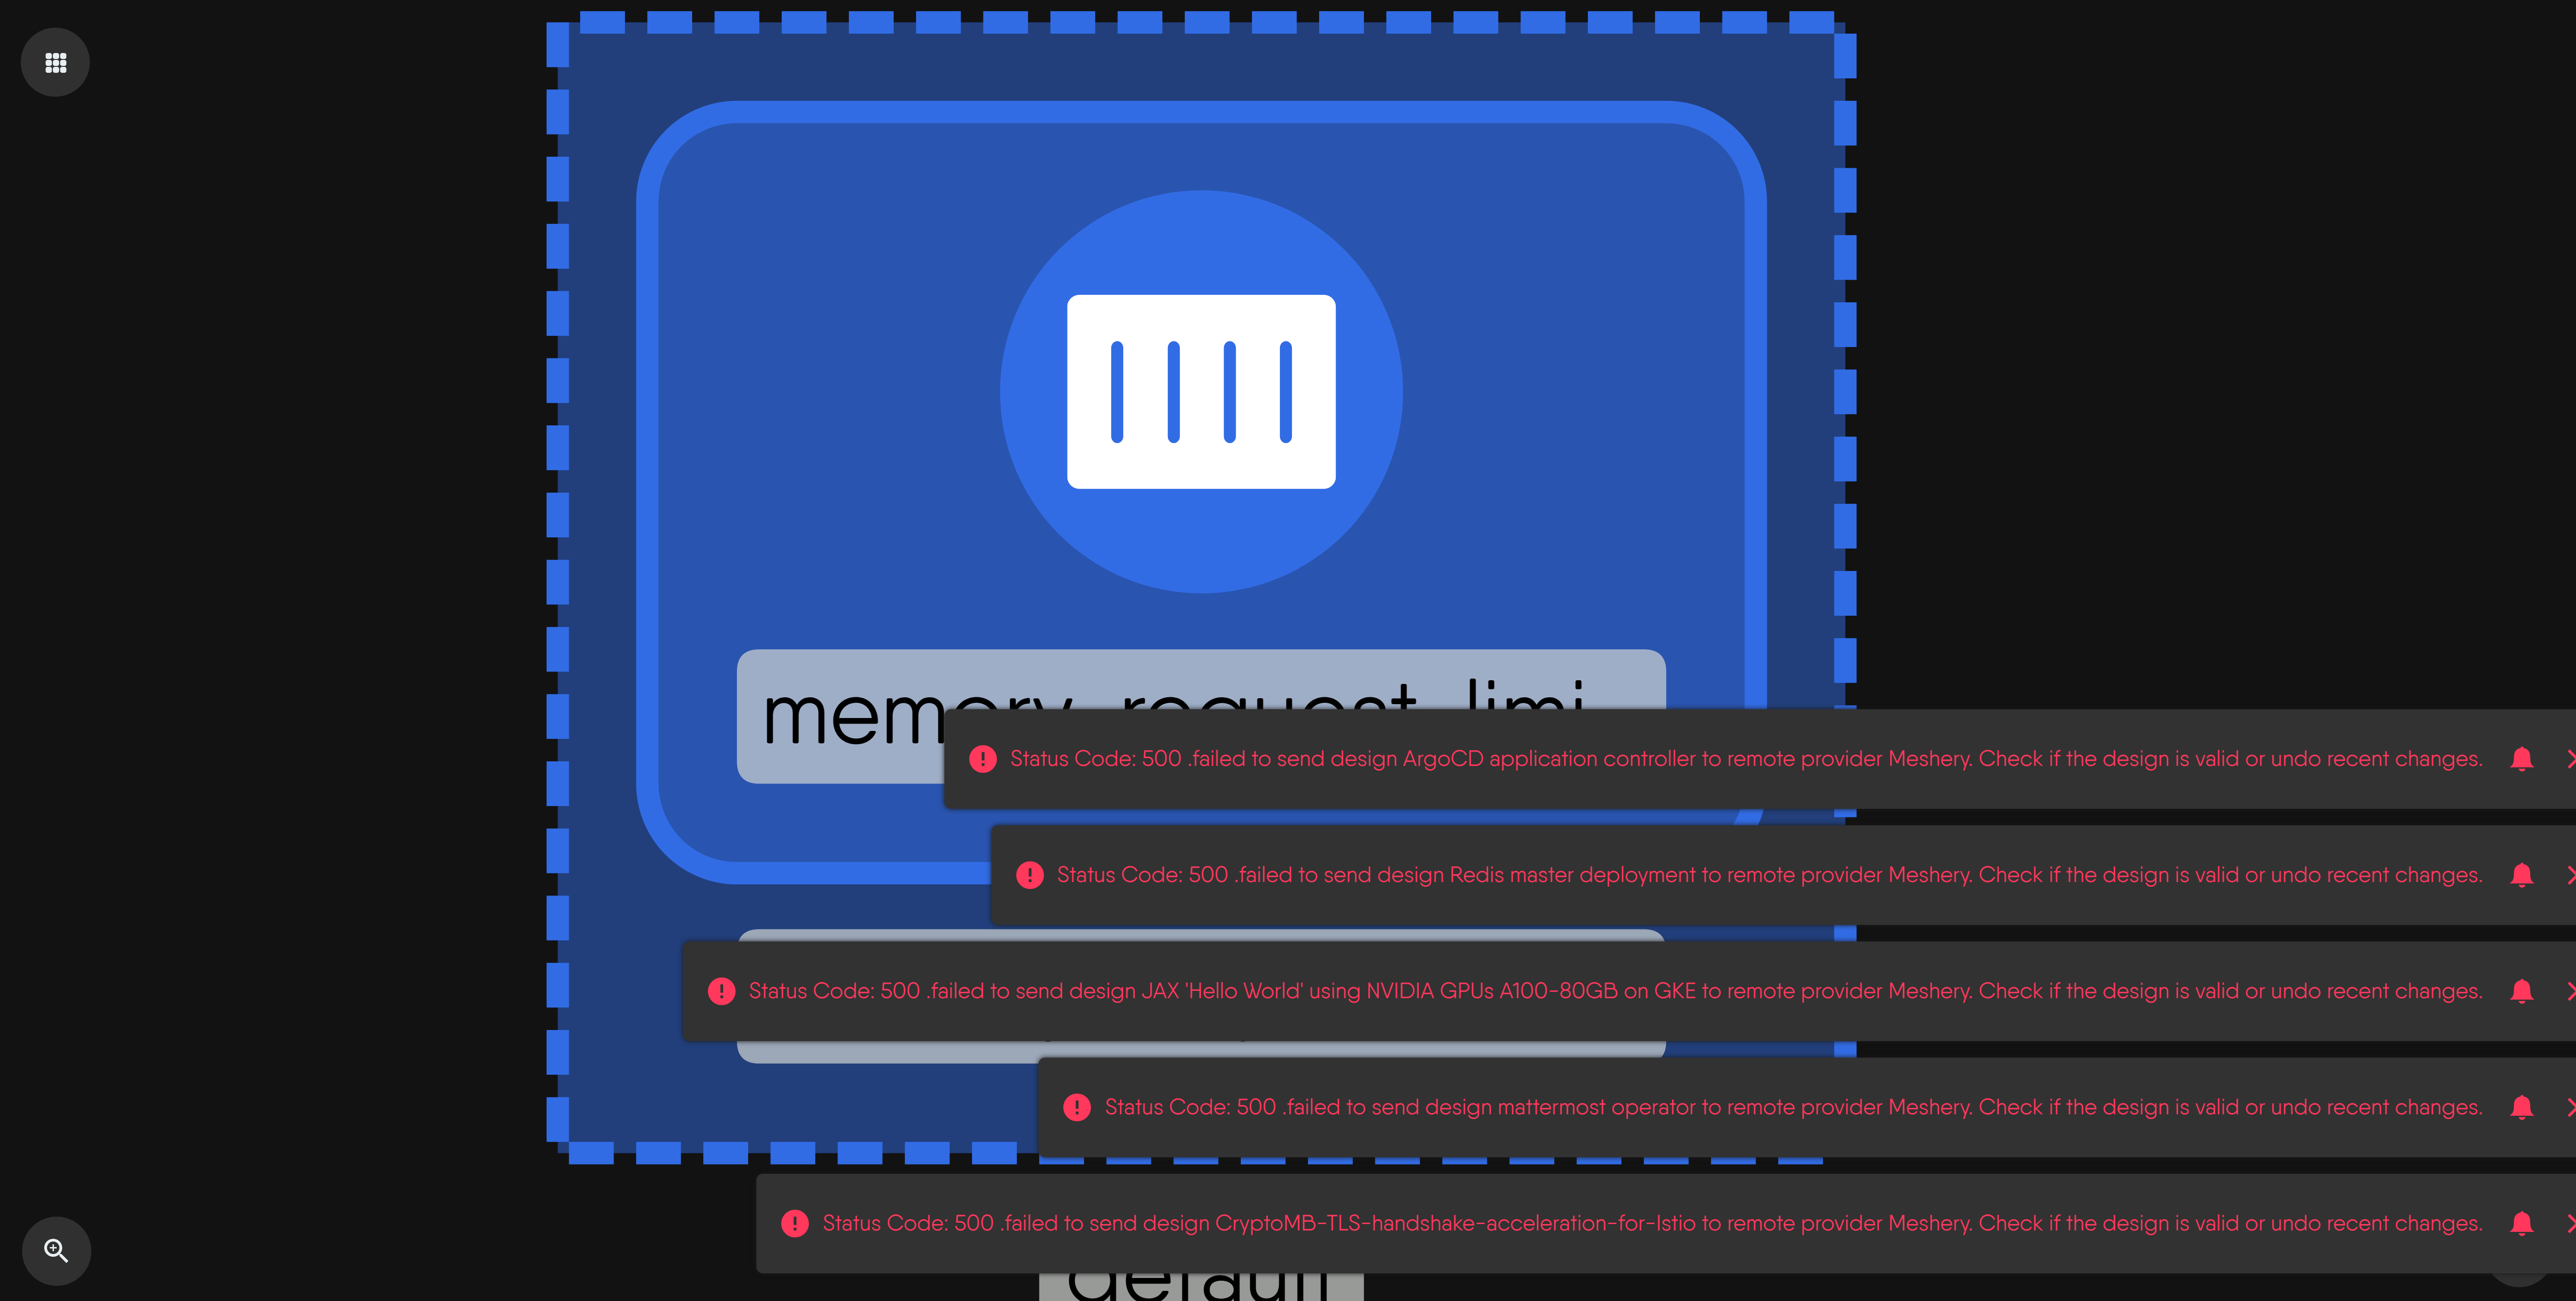 memory_request_limi
Status Code: 500 .failed to send design ArgoCD application controller to remote provider Meshery. Check if the design is valid or undo recent changes.
Status Code: 500 .failed to send design Redis master deployment to remote provider Meshery. Check if the design is valid or undo recent changes.
Status Code: 500 .failed to send design JAX 'Hello World' using NVIDIA GPUs A100-80GB on GKE to remote provider Meshery. Check if the design is valid or undo recent changes.
Status Code: 500 .failed to send design mattermost operator to remote provider Meshery. Check if the design is valid or undo recent changes.
Status Code: 500 .failed to send design CryptoMB-TLS-handshake-acceleration-for-Istio to remote provider Meshery. Check if the design is valid or undo recent changes.
default